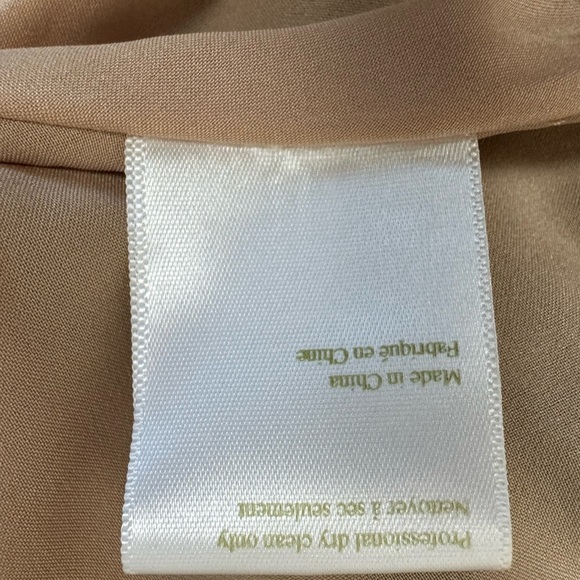 Professional dry clean only
Nettoyer à sec seulement
Made in China
Fabriqué en Chine